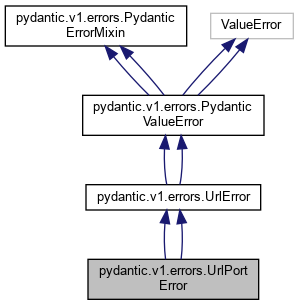 pydantic.v1.errors.Pydantic
ErrorMixin
ValueError
pydantic.v1.errors.Pydantic
ValueError
pydantic.v1.errors.UrlError
pydantic.v1.errors.UrlPort
Error